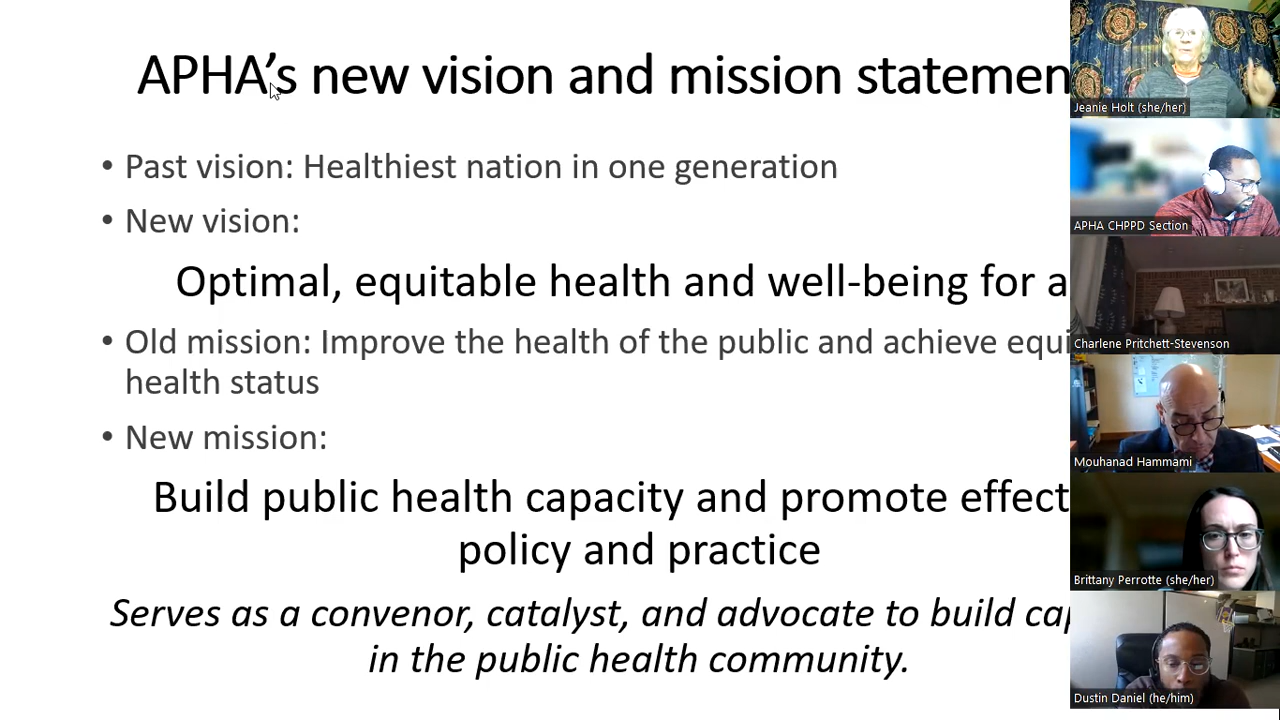 APHA's new vision and mission statemen
• Past vision: Healthiest nation in one generation
• New vision:
Optimal, equitable health and well-being for a
• Old mission: Improve the health of the public and achieve equi
health status
• New mission:
Build public health capacity and promote effect
policy and practice
Serves as a convenor, catalyst, and advocate to build cap
in the public health community.
Jeanie Holt (she/her)
APHA CHPPD Section
Charlene Pritchett-Stevenson
Mouhanad Hammami
Brittany Perrotte (she/her)
Dustin Daniel (he/him)